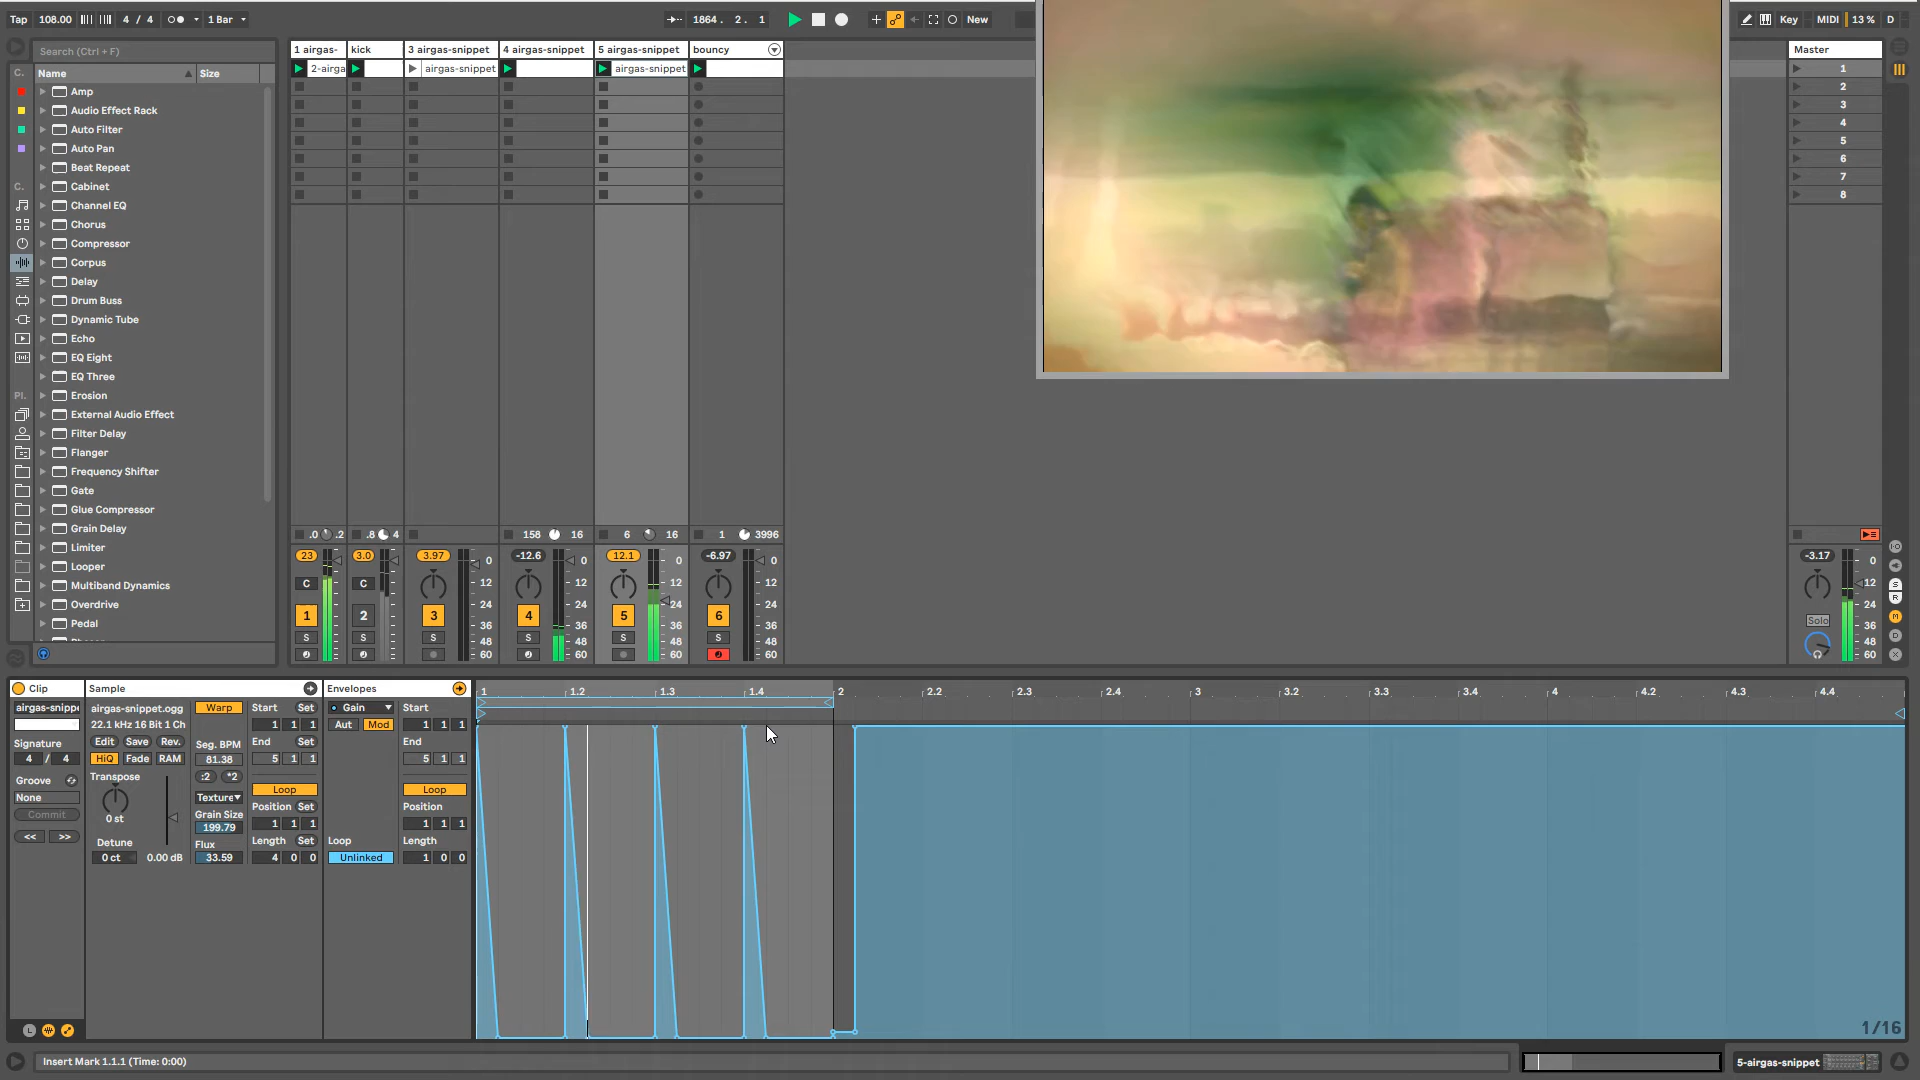 Tap 108.00 4 / 4 1 Bar 1864 . 2 . 1 New Key MIDI 13 % D
Search (Ctrl + F)
1 airgas- kick 3 airgas-snippet 4 airgas-snippet 5 airgas-snippet bouncy Master
2-airga airgas-snippet airgas-snippet 1
C. Name Size
Amp 2
Audio Effect Rack 3
Auto Filter 4
Auto Pan 5
Beat Repeat 6
C. Cabinet 7
Channel EQ 8
Chorus
Compressor
Corpus
Delay
Drum Buss
Dynamic Tube
Echo
EQ Eight
EQ Three
Pl. Erosion
External Audio Effect
Filter Delay
Flanger
Frequency Shifter
Gate
Glue Compressor
Grain Delay
Limiter
Looper
Multiband Dynamics
Overdrive
Pedal
.0 .2 .8 4 158 16 6 16 1 3996
23 3.0 3.97 0 -12.6 0 12.1 0 -6.97 0 -3.17 0
C C 12 12 12 12 12
1 2 3 24 4 24 5 24 6 24 24
S S S 36 S 36 S 36 S 36 Solo 36
48 48 48 48 48
60 60 60 60 60
I·O
S
R
M
D
X
Clip Sample Envelopes 1 1.2 1.3 1.4 2 2.2 2.3 2.4 3 3.2 3.3 3.4 4 4.2 4.3 4.4
airgas-snippe airgas-snippet.ogg Warp Start Set Gain Start
22.1 kHz 16 Bit 1 Ch 1 1 1 Aut Mod 1 1 1
Signature Edit Save Rev. Seg. BPM End Set End
4 / 4 HiQ Fade RAM 81.38 5 1 1 5 1 1
Groove Transpose :2 *2
None Texture Loop Loop
Commit 0 st Grain Size Position Set Position
<< >> 199.79 1 1 1 1 1 1
Detune Flux Length Set Loop Length
0 ct 0.00 dB 33.59 4 0 0 Unlinked 1 0 0
L 1/16
Insert Mark 1.1.1 (Time: 0:00) 5-airgas-snippet